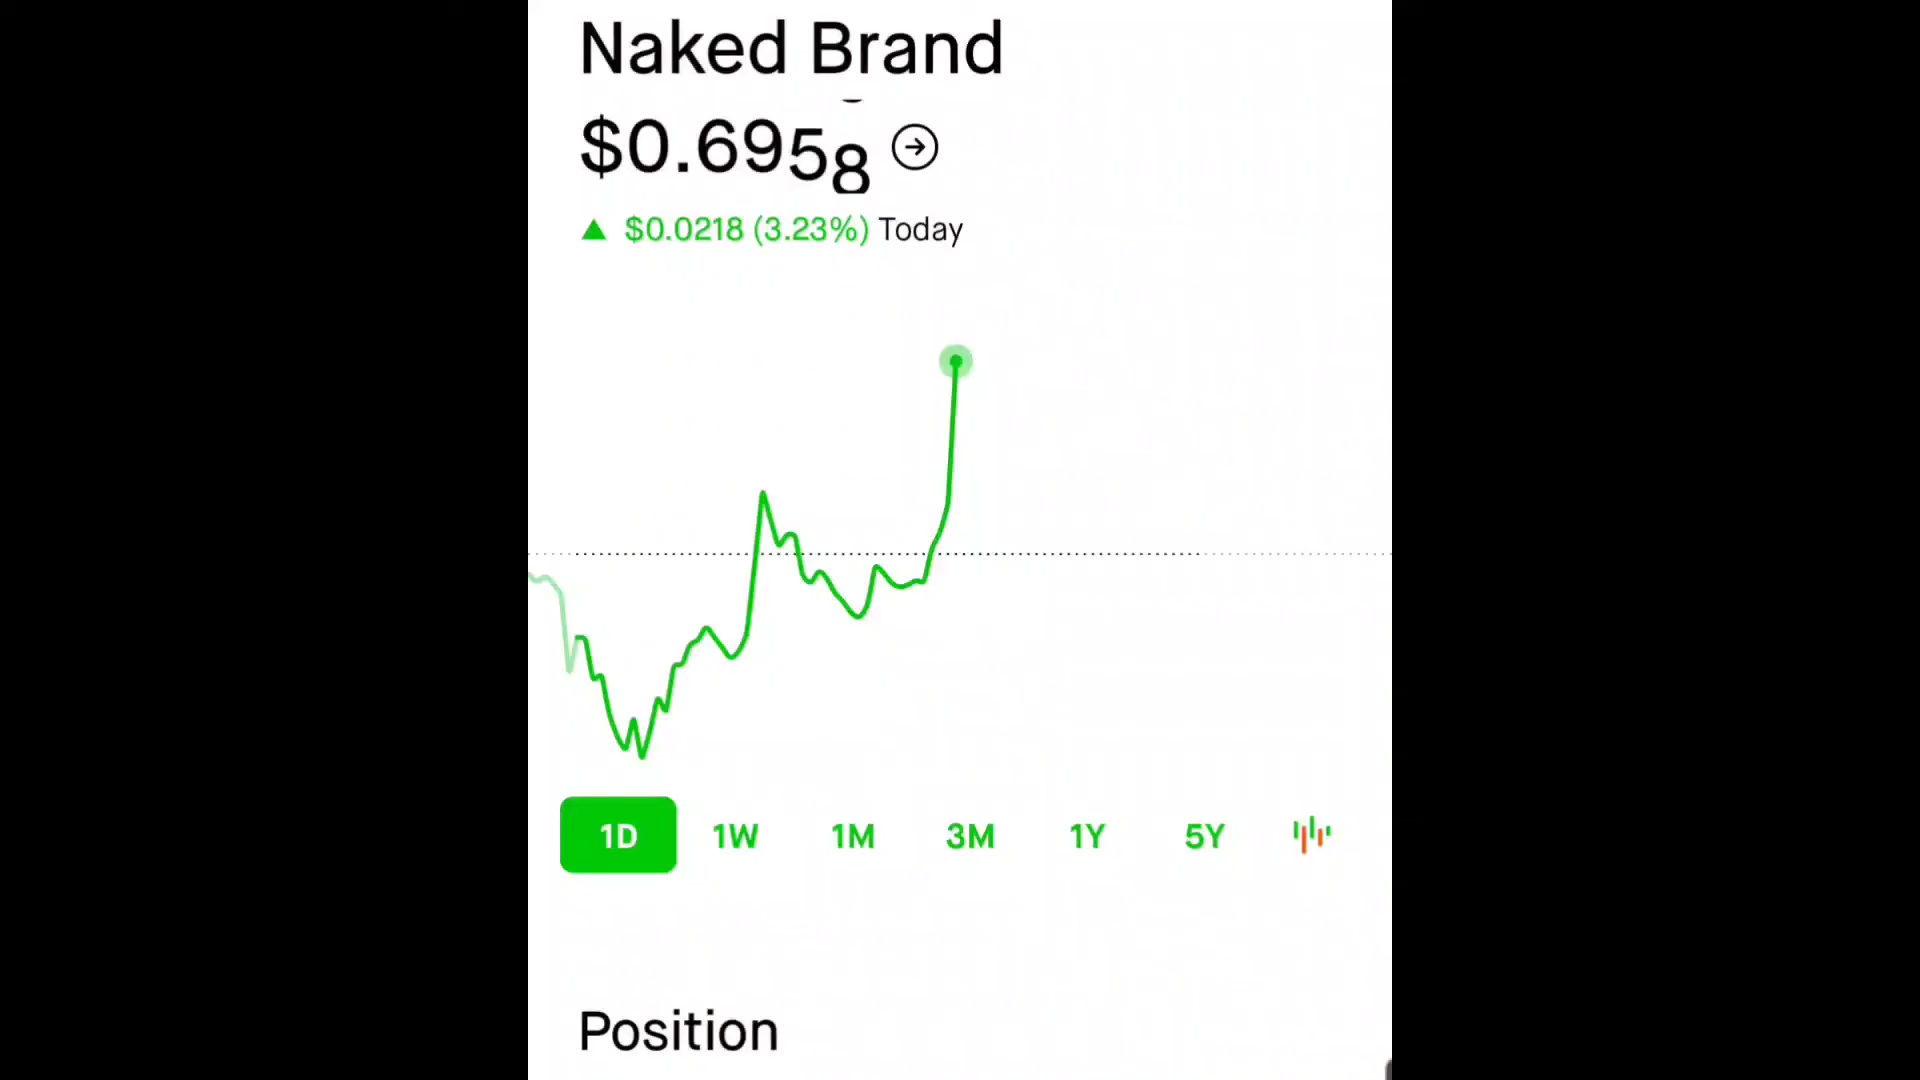 Naked Brand
$0.6958
$0.0218 (3.23%) Today
1D 1W 1M 3M 1Y 5Y
Position